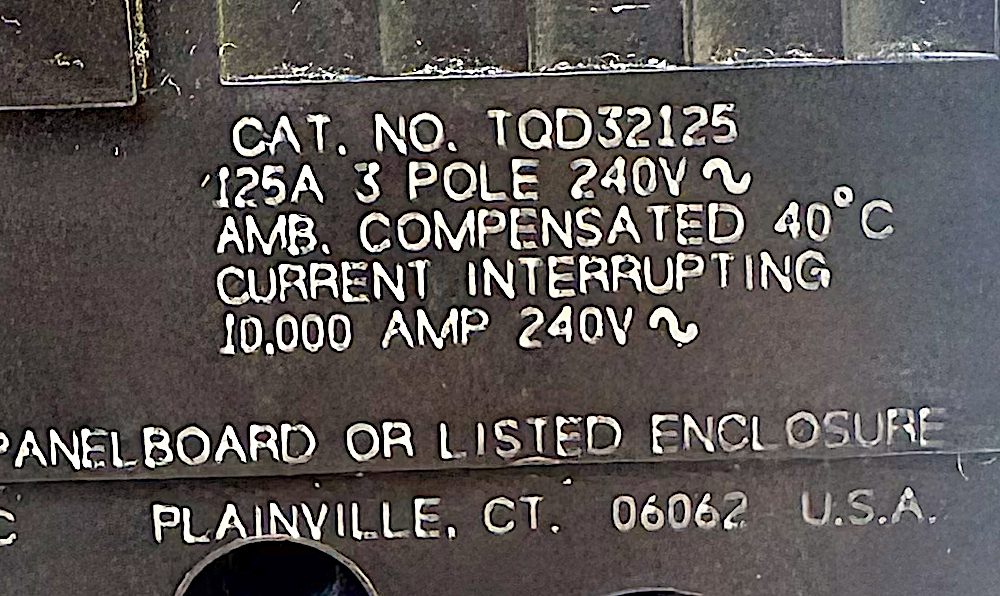 CAT. NO. TQD32125
125A 3 POLE 240V ~
AMB. COMPENSATED 40°C
CURRENT INTERRUPTING
10,000 AMP 240V ~
PANELBOARD OR LISTED ENCLOSURE
C PLAINVILLE, CT. 06062 U.S.A.